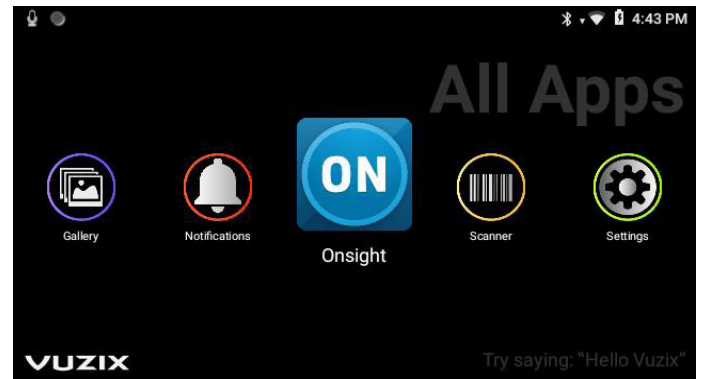 4:43 PM
All Apps
ON
Gallery
Notifications
Onsight
Scanner
Settings
VUZIX
Try saying: “Hello Vuzix”